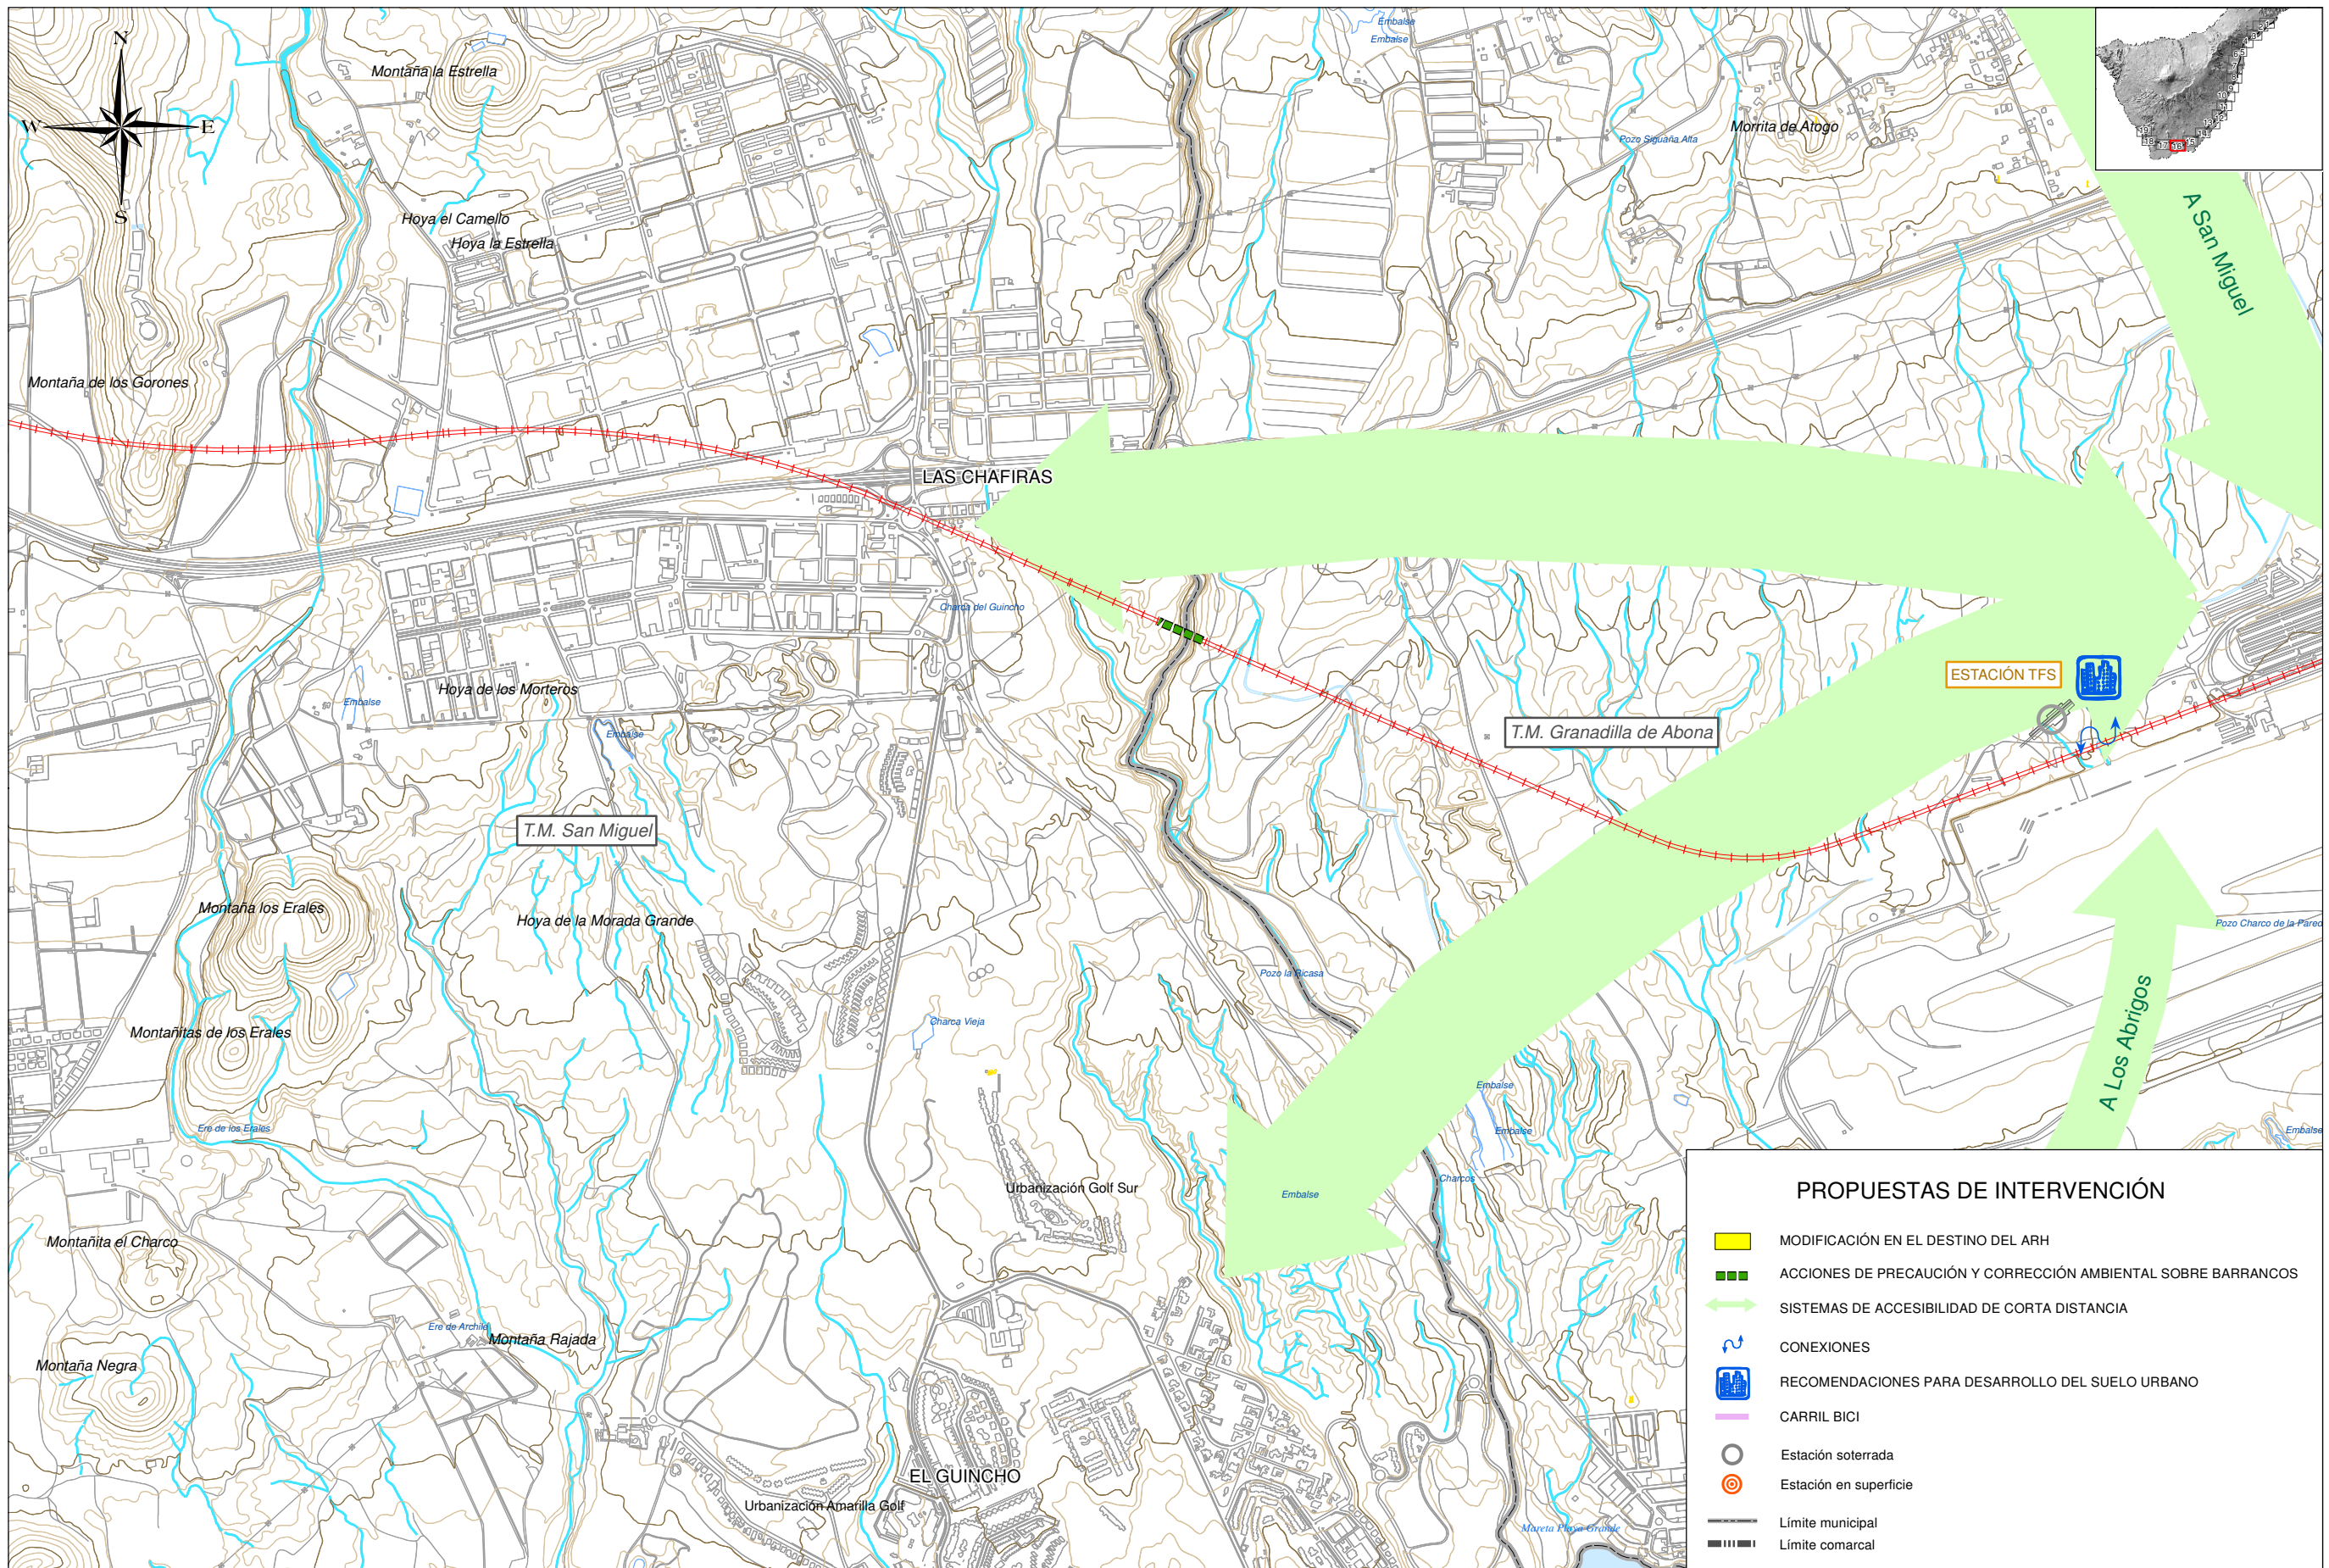 N
W
E
S
Montaña la Estrella
Embalse
Embalse
Pozo Siguaña Alta
Morrita de Atogo
Hoya el Camello
Hoya la Estrella
A San Miguel
Montaña de los Gorones
LAS CHAFIRAS
Charca del Guincho
ESTACIÓN TFS
Hoya de los Morteros
Embalse
Embalse
T.M. Granadilla de Abona
T.M. San Miguel
Montaña los Erales
Hoya de la Morada Grande
Pozo Charco de la Pared
Pozo la Ricasa
Charca Vieja
Montañitas de los Erales
A Los Abrigos
Embalse
Embalse
Embalse
Ere de los Erales
Charcos
Urbanización Golf Sur
Embalse
Montañita el Charco
Ere de Archile
Montaña Rajada
Montaña Negra
EL GUINCHO
Urbanización Amarilla Golf
Mareta Playa Grande
PROPUESTAS DE INTERVENCIÓN
MODIFICACIÓN EN EL DESTINO DEL ARH
ACCIONES DE PRECAUCIÓN Y CORRECCIÓN AMBIENTAL SOBRE BARRANCOS
SISTEMAS DE ACCESIBILIDAD DE CORTA DISTANCIA
CONEXIONES
RECOMENDACIONES PARA DESARROLLO DEL SUELO URBANO
CARRIL BICI
Estación soterrada
Estación en superficie
Límite municipal
Límite comarcal